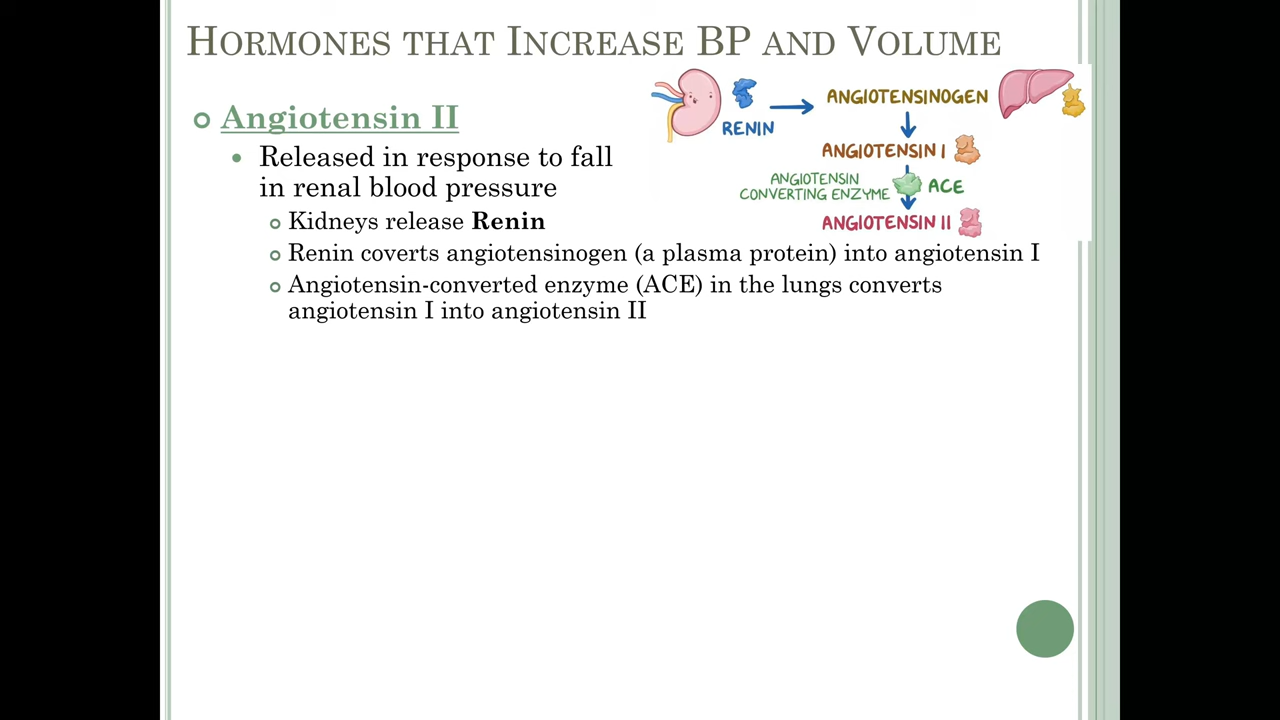 HORMONES THAT INCREASE BP AND VOLUME
Angiotensin II
Released in response to fall
in renal blood pressure
Kidneys release Renin
Renin coverts angiotensinogen (a plasma protein) into angiotensin I
Angiotensin-converted enzyme (ACE) in the lungs converts
angiotensin I into angiotensin II
RENIN
ANGIOTENSINOGEN
ANGIOTENSIN I
ANGIOTENSIN
CONVERTING ENZYME
ACE
ANGIOTENSIN II